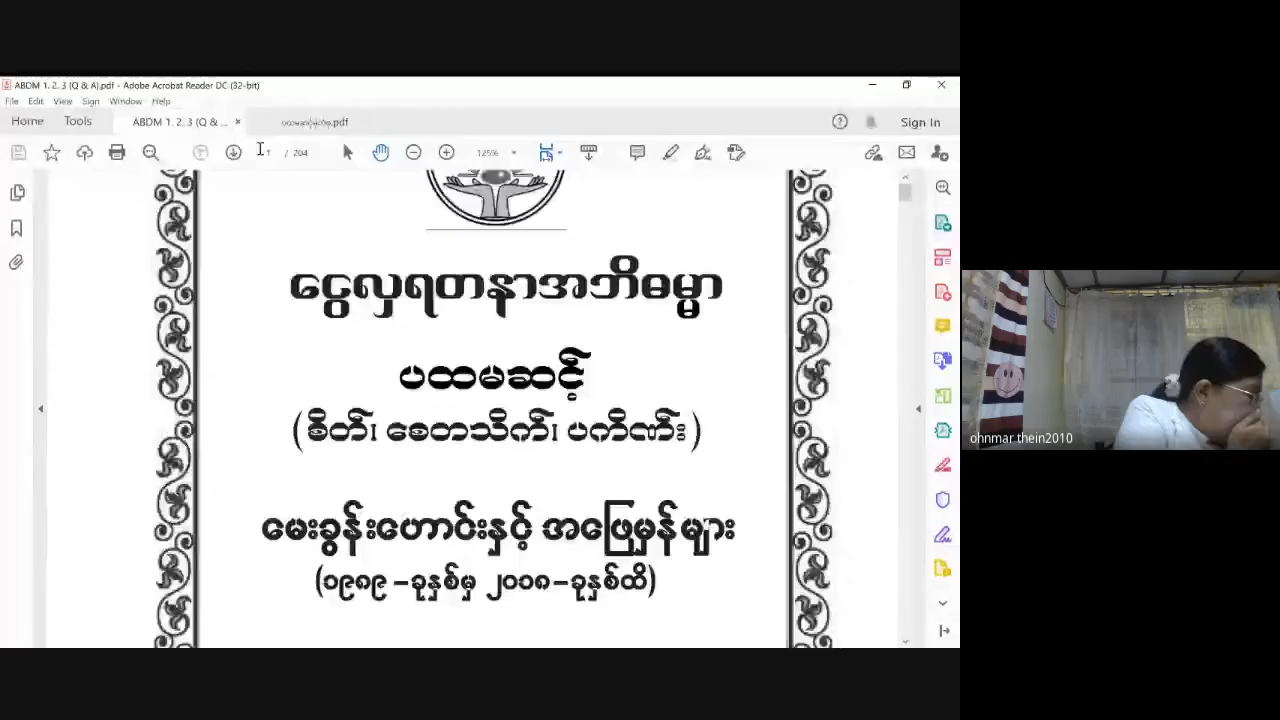 ABDM 1. 2. 3 (Q & A).pdf - Adobe Acrobat Reader DC (32-bit)
File Edit View Sign Window Help
Home Tools ABDM 1. 2. 3 (Q & ... × .pdf Sign In
1 / 204 125%
ငွေလှရတနာအဘိဓမ္မာ
ပထမဆင့်
(စိတ်၊ စေတသိက်၊ ပကိဏ်း)
မေးခွန်းဟောင်းနှင့် အဖြေမှန်များ
(၁၉၈၉ – ခုနှစ်မှ ၂၀၁၈ – ခုနှစ်ထိ)
ohnmar thein2010